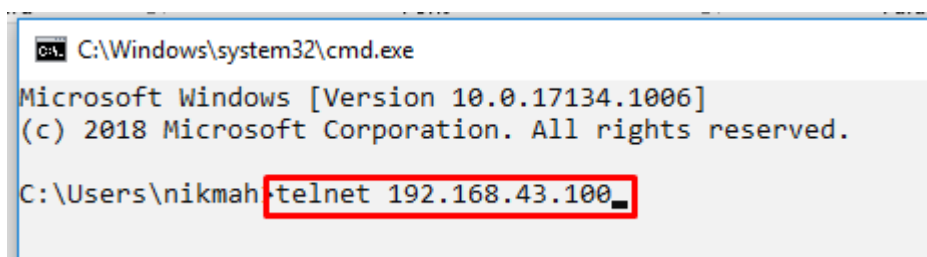 C:\Windows\system32\cmd.exe
Microsoft Windows [Version 10.0.17134.1006]
(c) 2018 Microsoft Corporation. All rights reserved.
C:\Users\nikmah>telnet 192.168.43.100